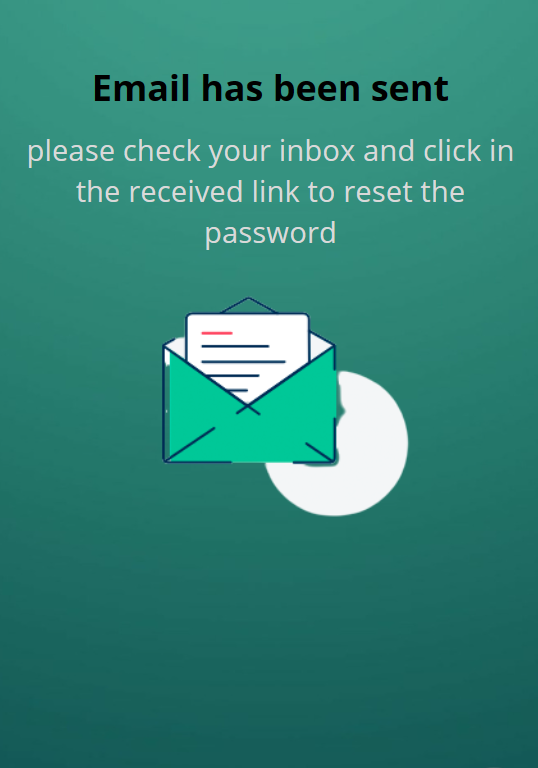 Email has been sent
please check your inbox and click in
the received link to reset the
password